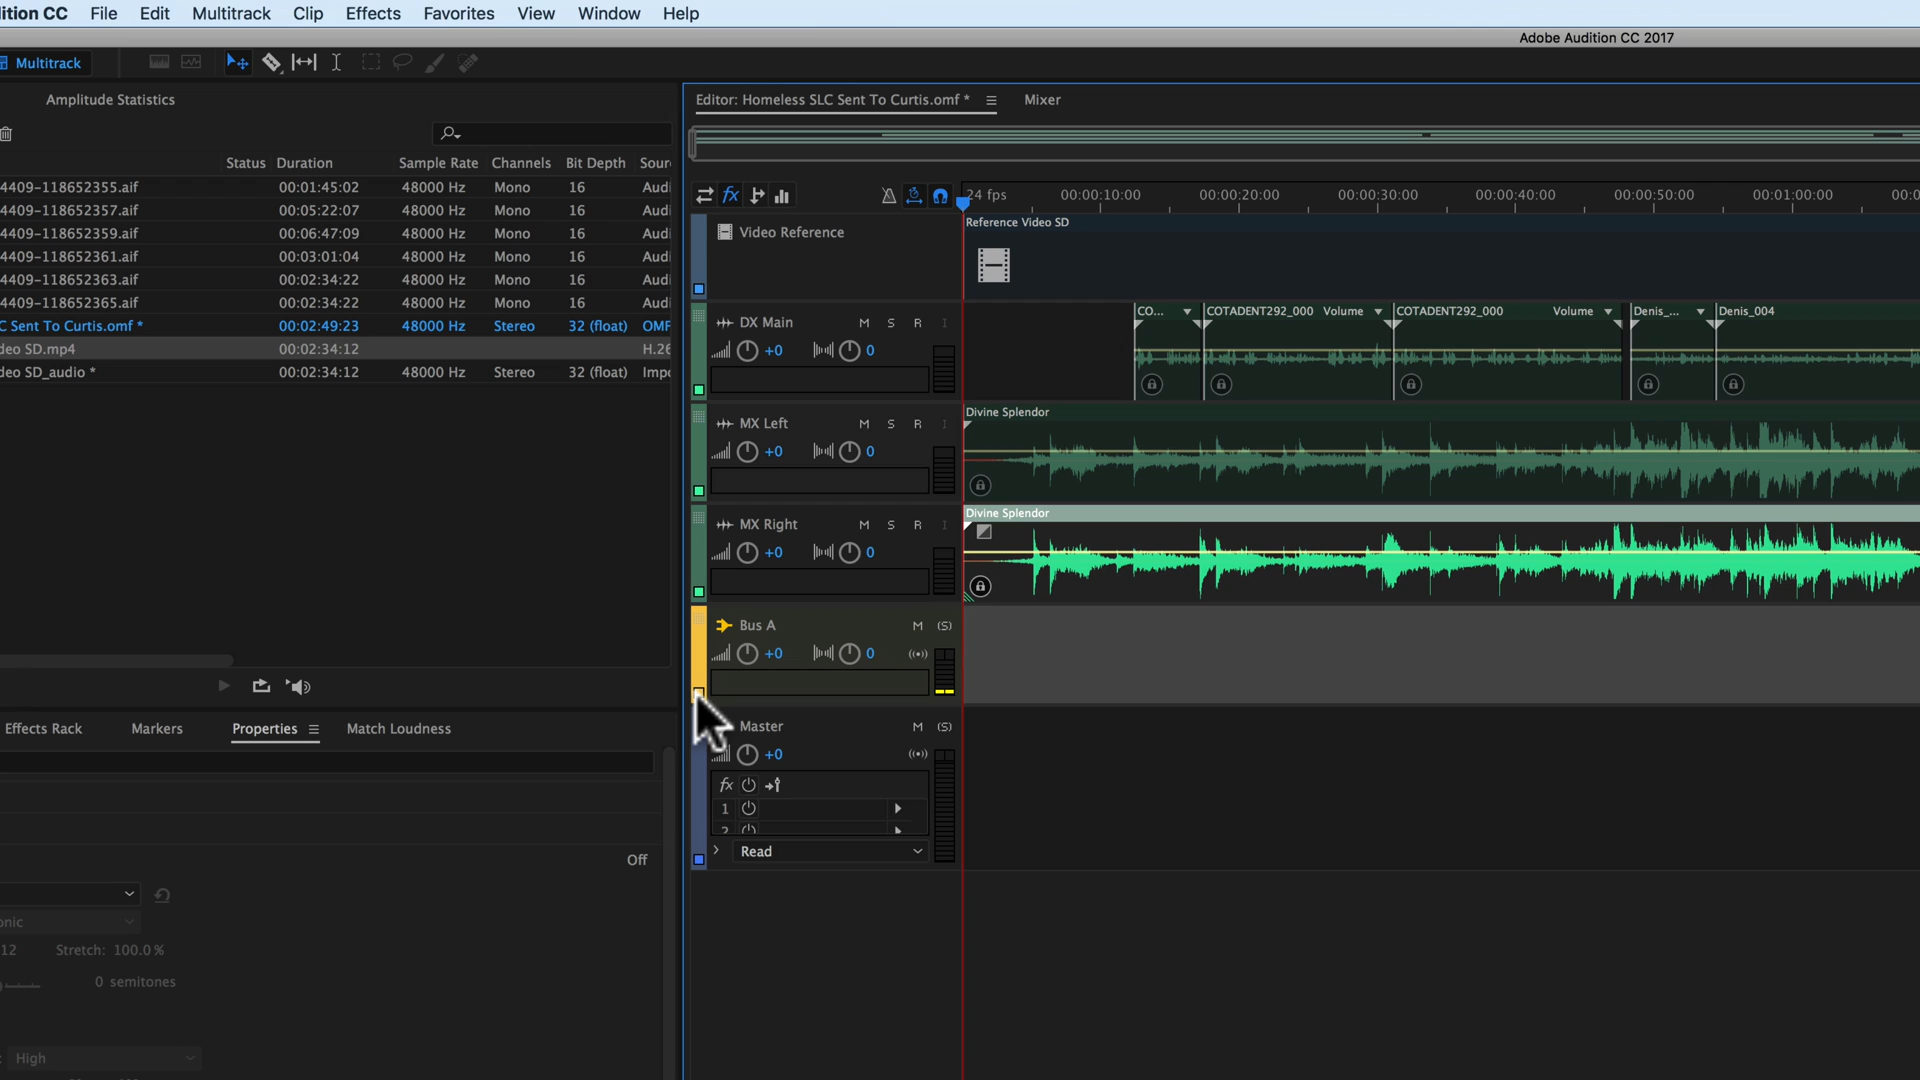 ition CC File Edit Multitrack Clip Effects Favorites View Window Help
Adobe Audition CC 2017
Multitrack
Amplitude Statistics
Status Duration Sample Rate Channels Bit Depth Sour
4409-118652355.aif 00:01:45:02 48000 Hz Mono 16 Audi
4409-118652357.aif 00:05:22:07 48000 Hz Mono 16 Audi
4409-118652359.aif 00:06:47:09 48000 Hz Mono 16 Audi
4409-118652361.aif 00:03:01:04 48000 Hz Mono 16 Audi
4409-118652363.aif 00:02:34:22 48000 Hz Mono 16 Audi
4409-118652365.aif 00:02:34:22 48000 Hz Mono 16 Audi
C Sent To Curtis.omf * 00:02:49:23 48000 Hz Stereo 32 (float) OMF
deo SD.mp4 00:02:34:12 H.26
deo SD_audio * 00:02:34:12 48000 Hz Stereo 32 (float) Impo
Effects Rack Markers Properties Match Loudness
Off
onic
12 Stretch: 100.0 %
0 semitones
: High
Editor: Homeless SLC Sent To Curtis.omf * Mixer
fx 24 fps 00:00:10:00 00:00:20:00 00:00:30:00 00:00:40:00 00:00:50:00 00:01:00:00 00:0
Video Reference
Reference Video SD
DX Main M S R I
+0 0
CO... COTADENT292_000 Volume COTADENT292_000 Volume Denis_... Denis_004
MX Left M S R I
+0 0
Divine Splendor
MX Right M S R I
+0 0
Divine Splendor
Bus A M (S)
+0 0
Master M (S)
+0
fx
1
2
Read